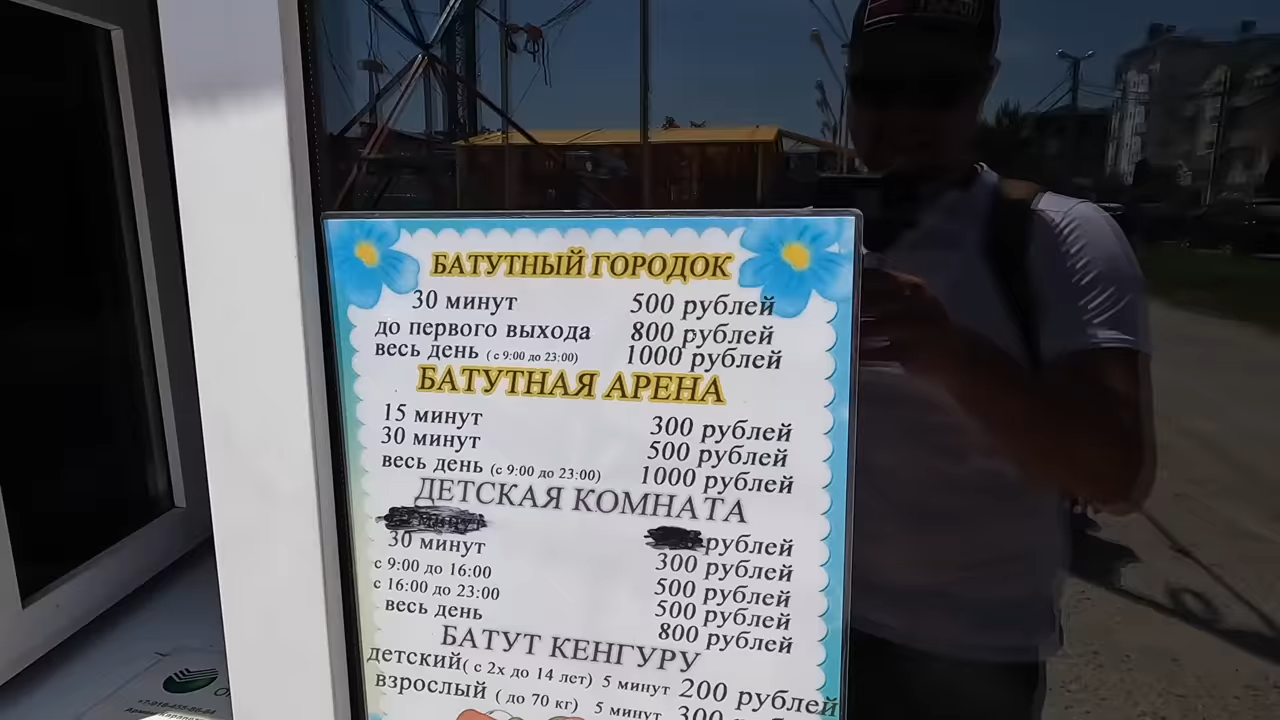 БАТУТНЫЙ ГОРОДОК
30 минут 500 рублей
до первого выхода 800 рублей
весь день (с 9:00 до 23:00) 1000 рублей
БАТУТНАЯ АРЕНА
15 минут 300 рублей
30 минут 500 рублей
весь день (с 9:00 до 23:00) 1000 рублей
ДЕТСКАЯ КОМНАТА
рублей
30 минут 300 рублей
с 9:00 до 16:00 500 рублей
с 16:00 до 23:00 500 рублей
весь день 800 рублей
БАТУТ КЕНГУРУ
детский( с 2х до 14 лет) 5 минут 200 рублей
взрослый ( до 70 кг) 5 минут 300